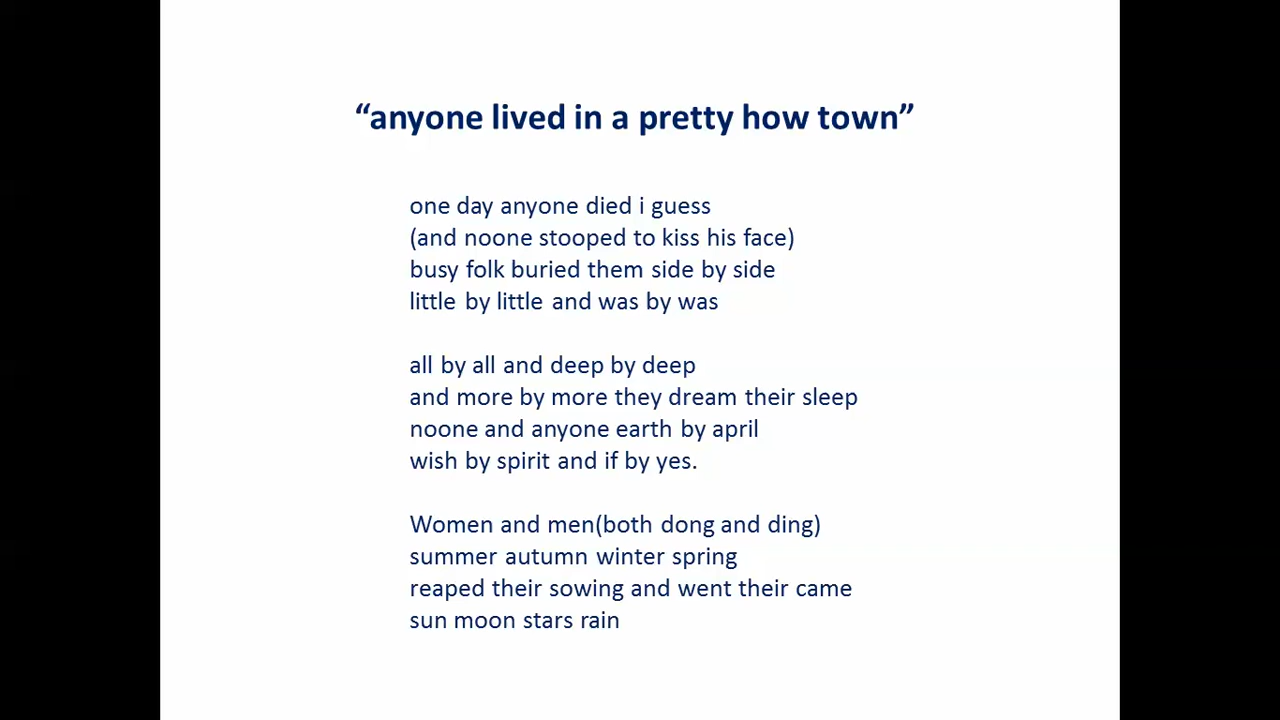 “anyone lived in a pretty how town”
one day anyone died i guess
(and noone stooped to kiss his face)
busy folk buried them side by side
little by little and was by was
all by all and deep by deep
and more by more they dream their sleep
noone and anyone earth by april
wish by spirit and if by yes.
Women and men(both dong and ding)
summer autumn winter spring
reaped their sowing and went their came
sun moon stars rain